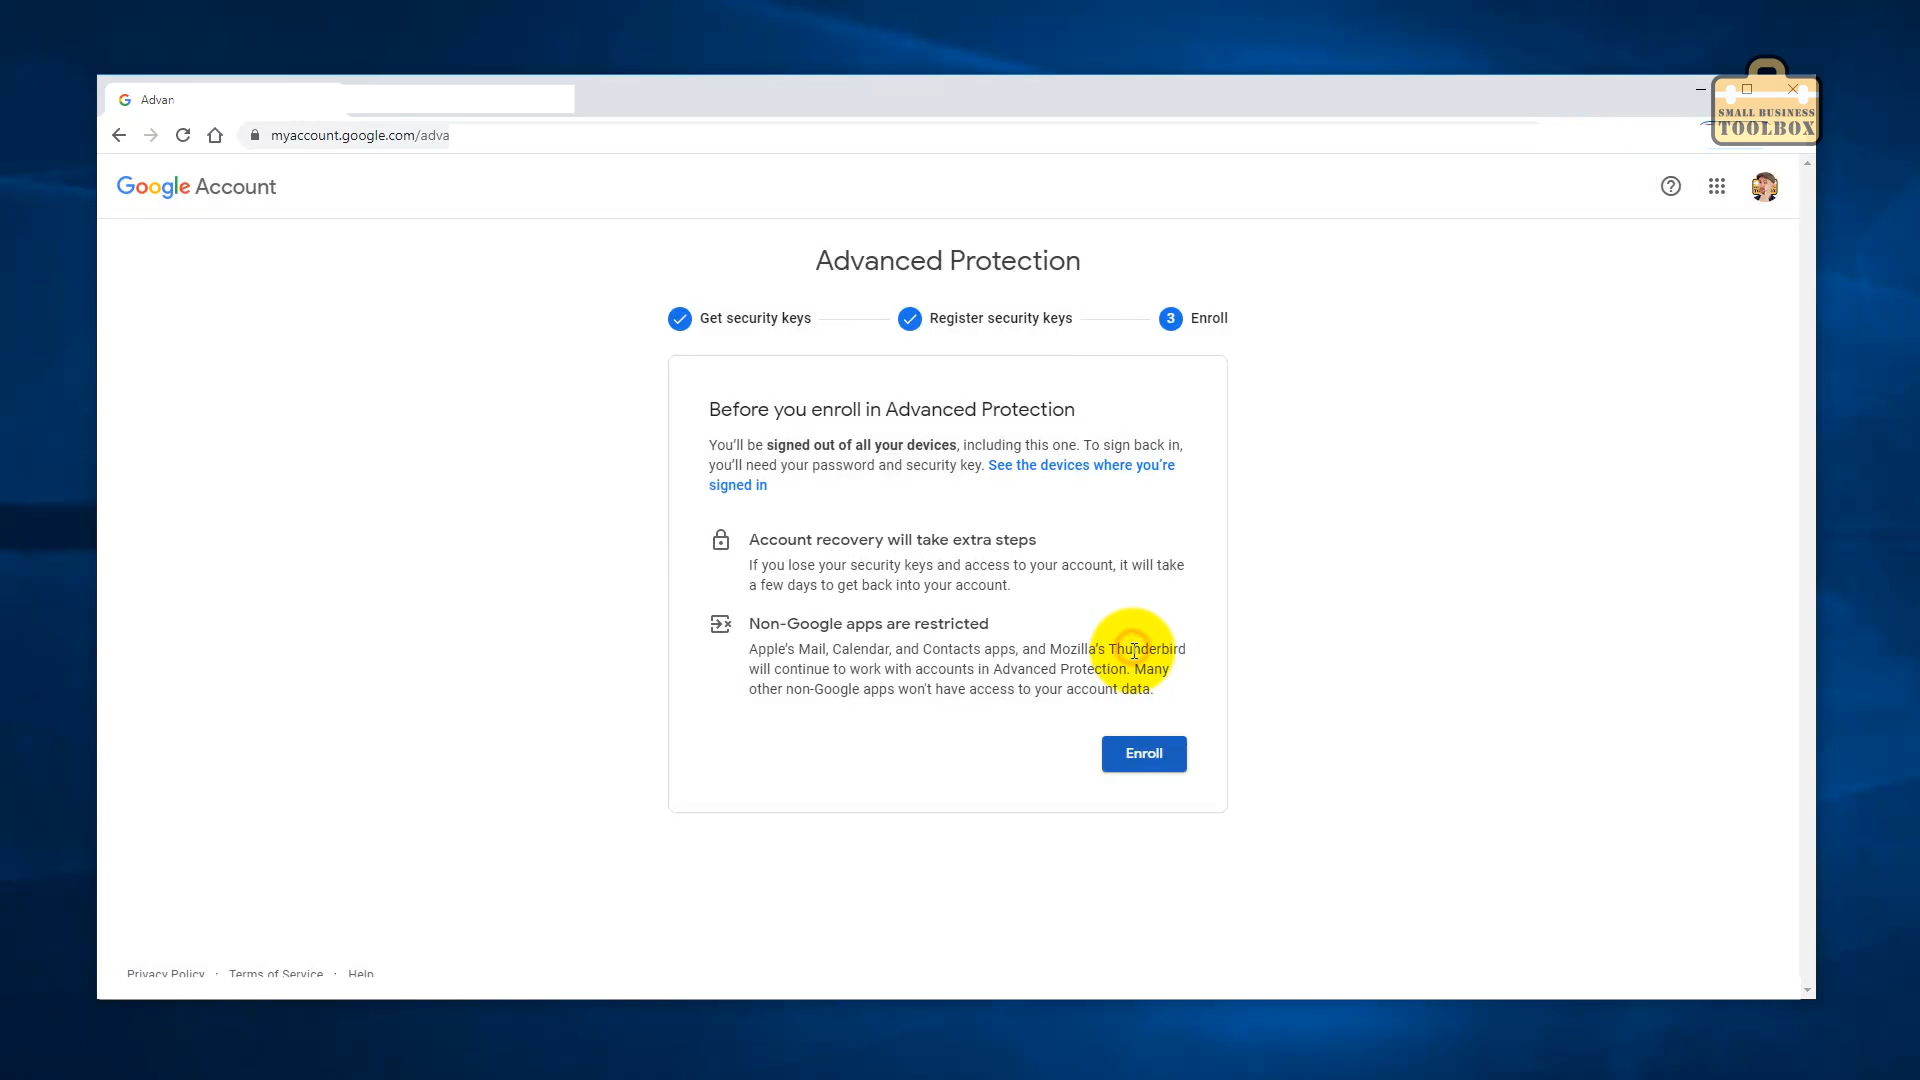 Advan
myaccount.google.com/adva
SMALL BUSINESS
TOOLBOX
Google Account
Advanced Protection
Get security keys
Register security keys
3 Enroll
Before you enroll in Advanced Protection
You'll be signed out of all your devices, including this one. To sign back in,
you'll need your password and security key. See the devices where you're
signed in
Account recovery will take extra steps
If you lose your security keys and access to your account, it will take
a few days to get back into your account.
Non-Google apps are restricted
Apple's Mail, Calendar, and Contacts apps, and Mozilla's Thunderbird
will continue to work with accounts in Advanced Protection. Many
other non-Google apps won't have access to your account data.
Enroll
Privacy Policy · Terms of Service · Help